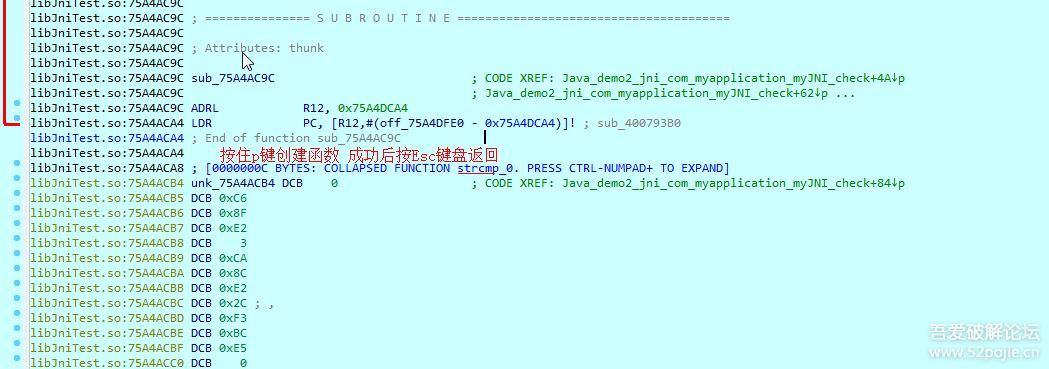 libJniTest.so:75A4AC9C
libJniTest.so:75A4AC9C ; =============== S U B R O U T I N E =======================================
libJniTest.so:75A4AC9C
libJniTest.so:75A4AC9C ; Attributes: thunk
libJniTest.so:75A4AC9C
libJniTest.so:75A4AC9C sub_75A4AC9C ; CODE XREF: Java_demo2_jni_com_myapplication_myJNI_check+4A↓p
libJniTest.so:75A4AC9C ; Java_demo2_jni_com_myapplication_myJNI_check+62↓p ...
libJniTest.so:75A4AC9C ADRL R12, 0x75A4DCA4
libJniTest.so:75A4ACA4 LDR PC, [R12,#(off_75A4DFE0 - 0x75A4DCA4)]! ; sub_400793B0
libJniTest.so:75A4ACA4 ; End of function sub_75A4AC9C
libJniTest.so:75A4ACA4 按住p键创建函数 成功后按Esc键盘返回
libJniTest.so:75A4ACA8 ; [0000000C BYTES: COLLAPSED FUNCTION strcmp_0. PRESS CTRL-NUMPAD+ TO EXPAND]
libJniTest.so:75A4ACB4 unk_75A4ACB4 DCB 0 ; CODE XREF: Java_demo2_jni_com_myapplication_myJNI_check+84↓p
libJniTest.so:75A4ACB5 DCB 0xC6
libJniTest.so:75A4ACB6 DCB 0x8F
libJniTest.so:75A4ACB7 DCB 0xE2
libJniTest.so:75A4ACB8 DCB 3
libJniTest.so:75A4ACB9 DCB 0xCA
libJniTest.so:75A4ACBA DCB 0x8C
libJniTest.so:75A4ACBB DCB 0xE2
libJniTest.so:75A4ACBC DCB 0x2C ; ,
libJniTest.so:75A4ACBD DCB 0xF3
libJniTest.so:75A4ACBE DCB 0xBC
libJniTest.so:75A4ACBF DCB 0xE5
libJniTest.so:75A4ACC0 DCB 0
吾爱破解论坛
www.52pojie.cn